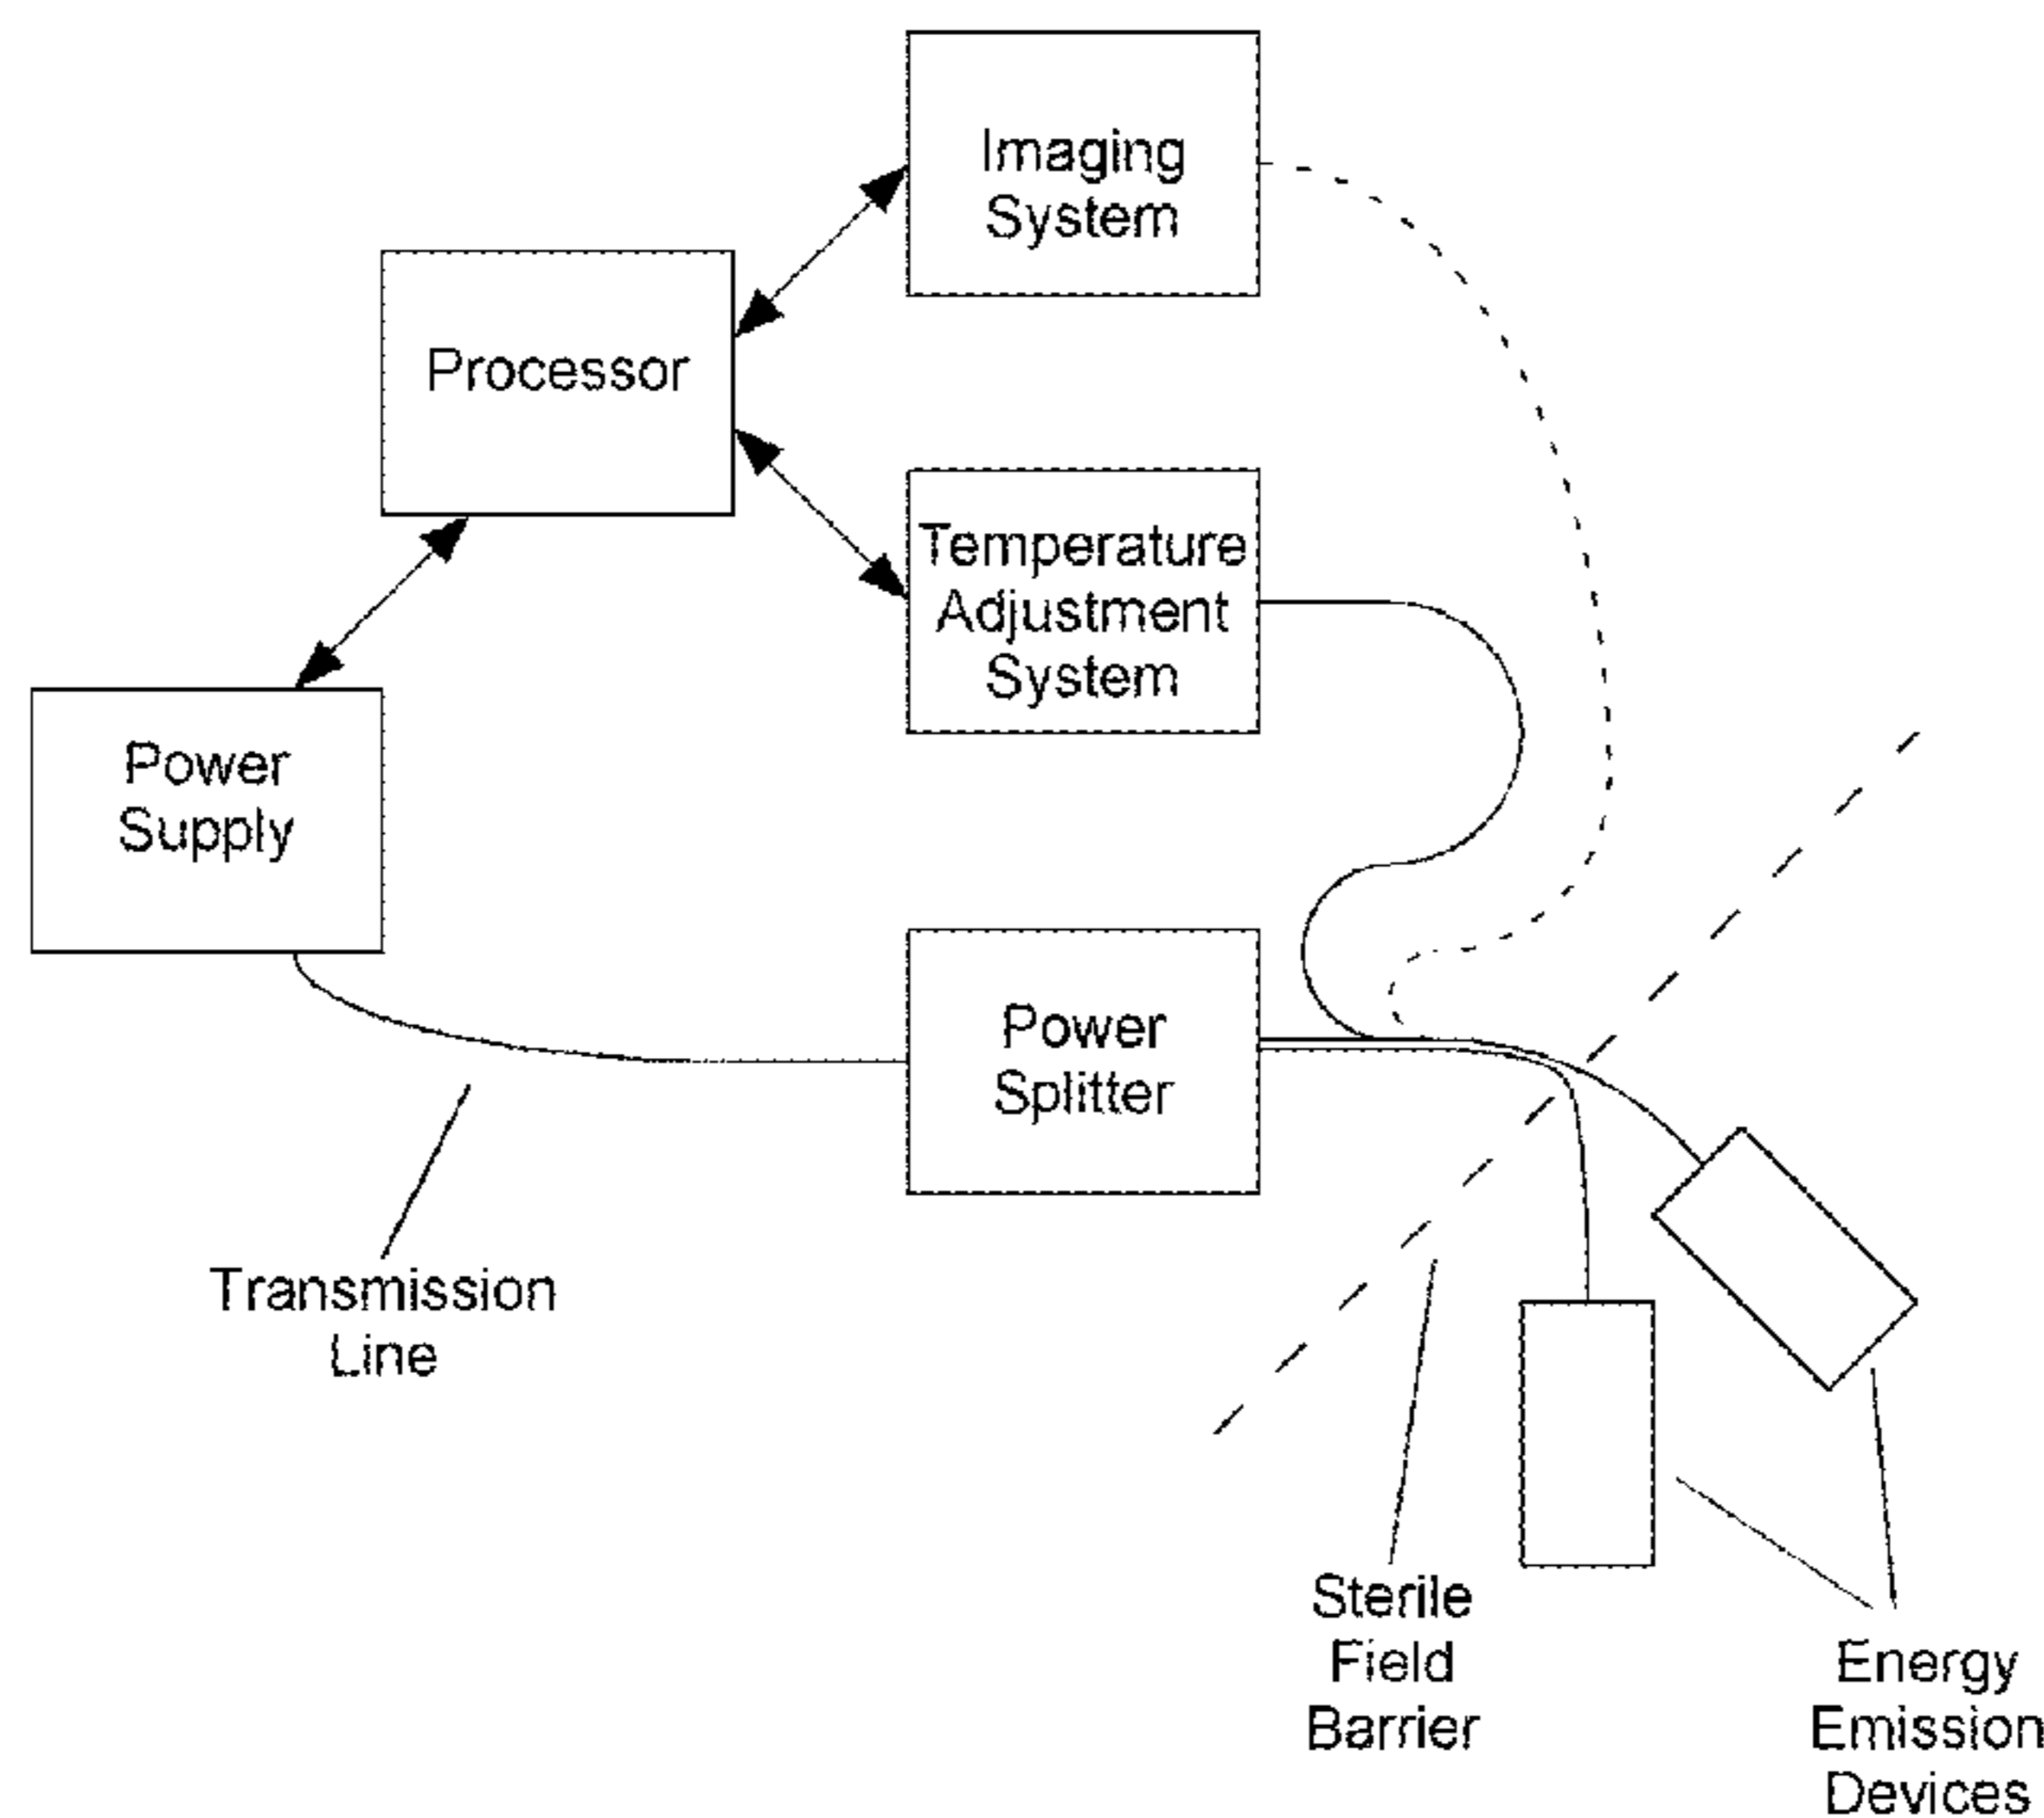 Imaging
System
Processor
Temperature
Adjustment
System
Power
Supply
Power
Splitter
Transmission
Line
Sterile
Field
Barrier
Energy
Emission
Devices